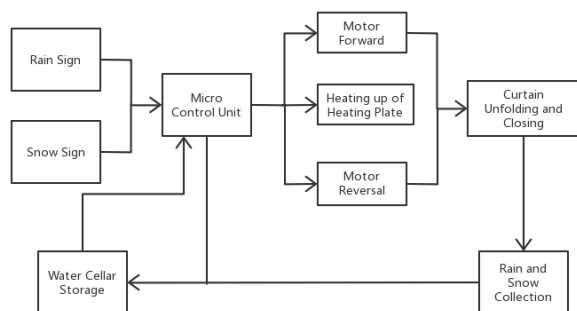 Rain Sign
Snow Sign
Micro
Control Unit
Motor
Forward
Heating up of
Heating Plate
Motor
Reversal
Curtain
Unfolding and
Closing
Water Cellar
Storage
Rain and
Snow
Collection